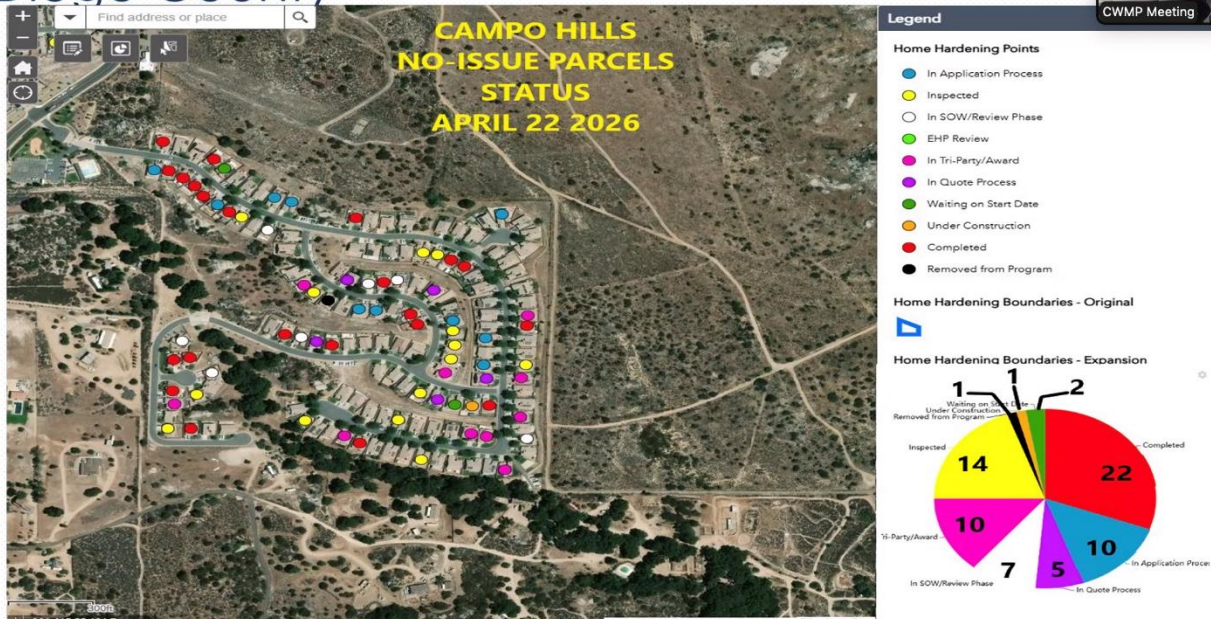 Find address or place
CWMP Meeting
CAMPO HILLS
NO-ISSUE PARCELS
STATUS
APRIL 22 2026
300ft
Legend
Home Hardening Points
In Application Process
Inspected
In SOW/Review Phase
EHP Review
In Tri-Party/Award
In Quote Process
Waiting on Start Date
Under Construction
Completed
Removed from Program
Home Hardening Boundaries - Original
Home Hardening Boundaries - Expansion
1
1
2
Waiting on Start Date
Under Construction
Removed from Program
Inspected
Completed
14
22
10
Tri-Party/Award
10
In Application Proce
7
5
In SOW/Review Phase
In Quote Process